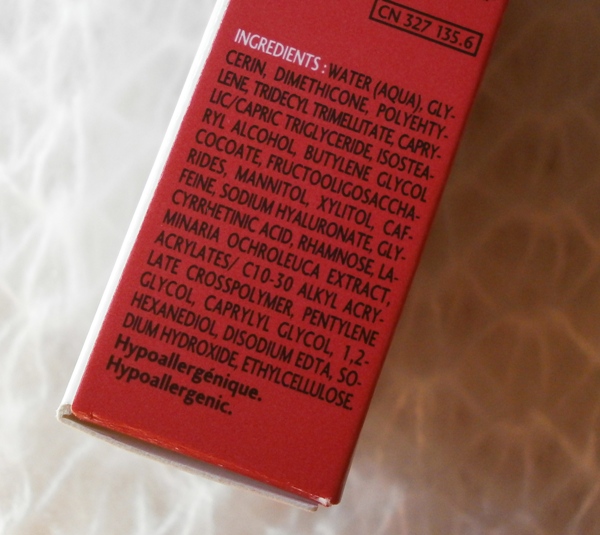 CN 327 135.6
INGREDIENTS : WATER (AQUA), GLY-
CERIN, DIMETHICONE, POLYEHTY-
LENE, TRIDECYL TRIMELLITATE, CAPRY-
LIC/CAPRIC TRIGLYCERIDE, ISOSTEA-
RYL ALCOHOL, BUTYLENE GLYCOL
COCOATE, FRUCTOOLIGOSACCHA-
RIDES, MANNITOL, XYLITOL, CAF-
FEINE, SODIUM HYALURONATE, GLY-
CYRRHETINIC ACID, RHAMNOSE, LA-
MINARIA OCHROLEUCA EXTRACT,
ACRYLATES/ C10-30 ALKYL ACRY-
LATE CROSSPOLYMER, PENTYLENE
GLYCOL, CAPRYLYL GLYCOL, 1,2-
HEXANEDIOL, DISODIUM EDTA, SO-
DIUM HYDROXIDE, ETHYLCELLULOSE.
Hypoallergénique.
Hypoallergenic.